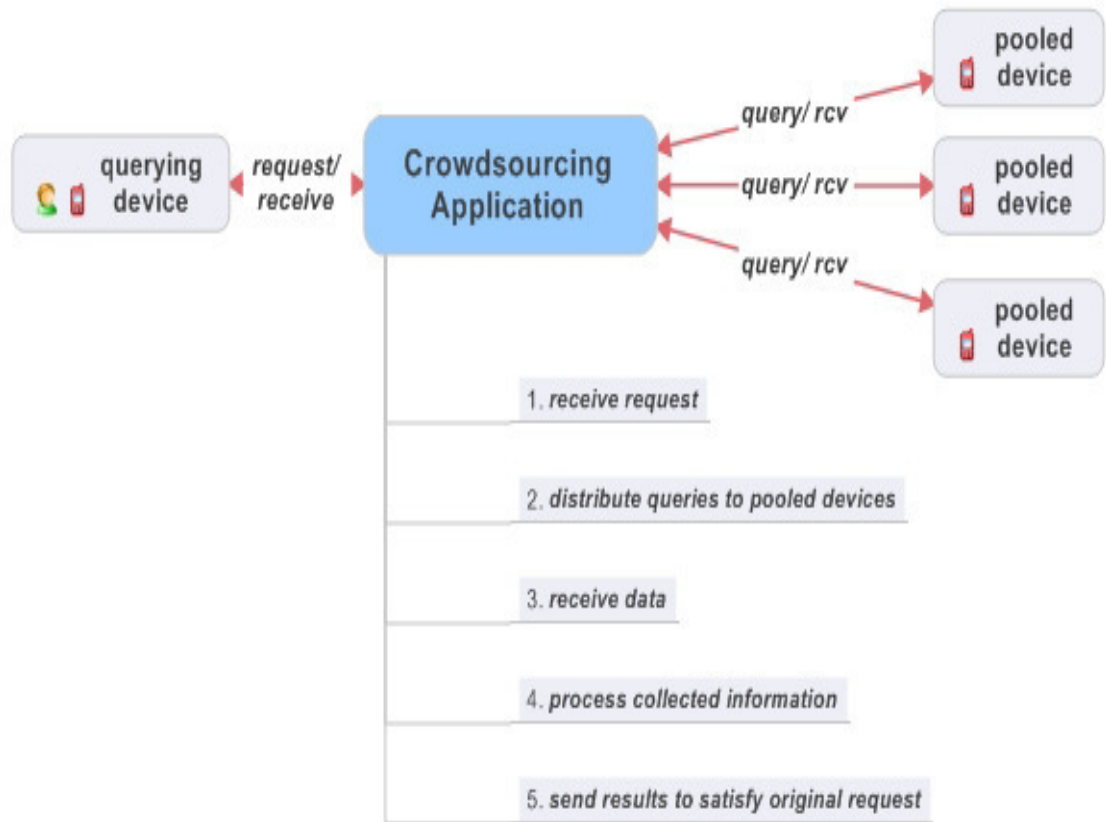 pooled
device
query/ rcv
querying
device
request/
receive
Crowdsourcing
Application
query/ rcv
pooled
device
query/ rcv
pooled
device
1. receive request
2. distribute queries to pooled devices
3. receive data
4. process collected information
5. send results to satisfy original request